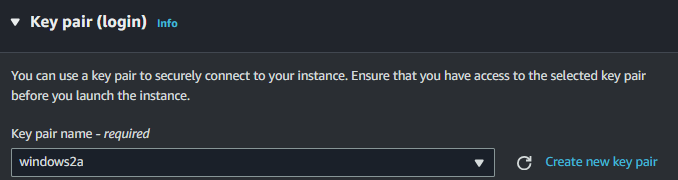 Key pair (login) Info
You can use a key pair to securely connect to your instance. Ensure that you have access to the selected key pair
before you launch the instance.
Key pair name - required
windows2a
Create new key pair